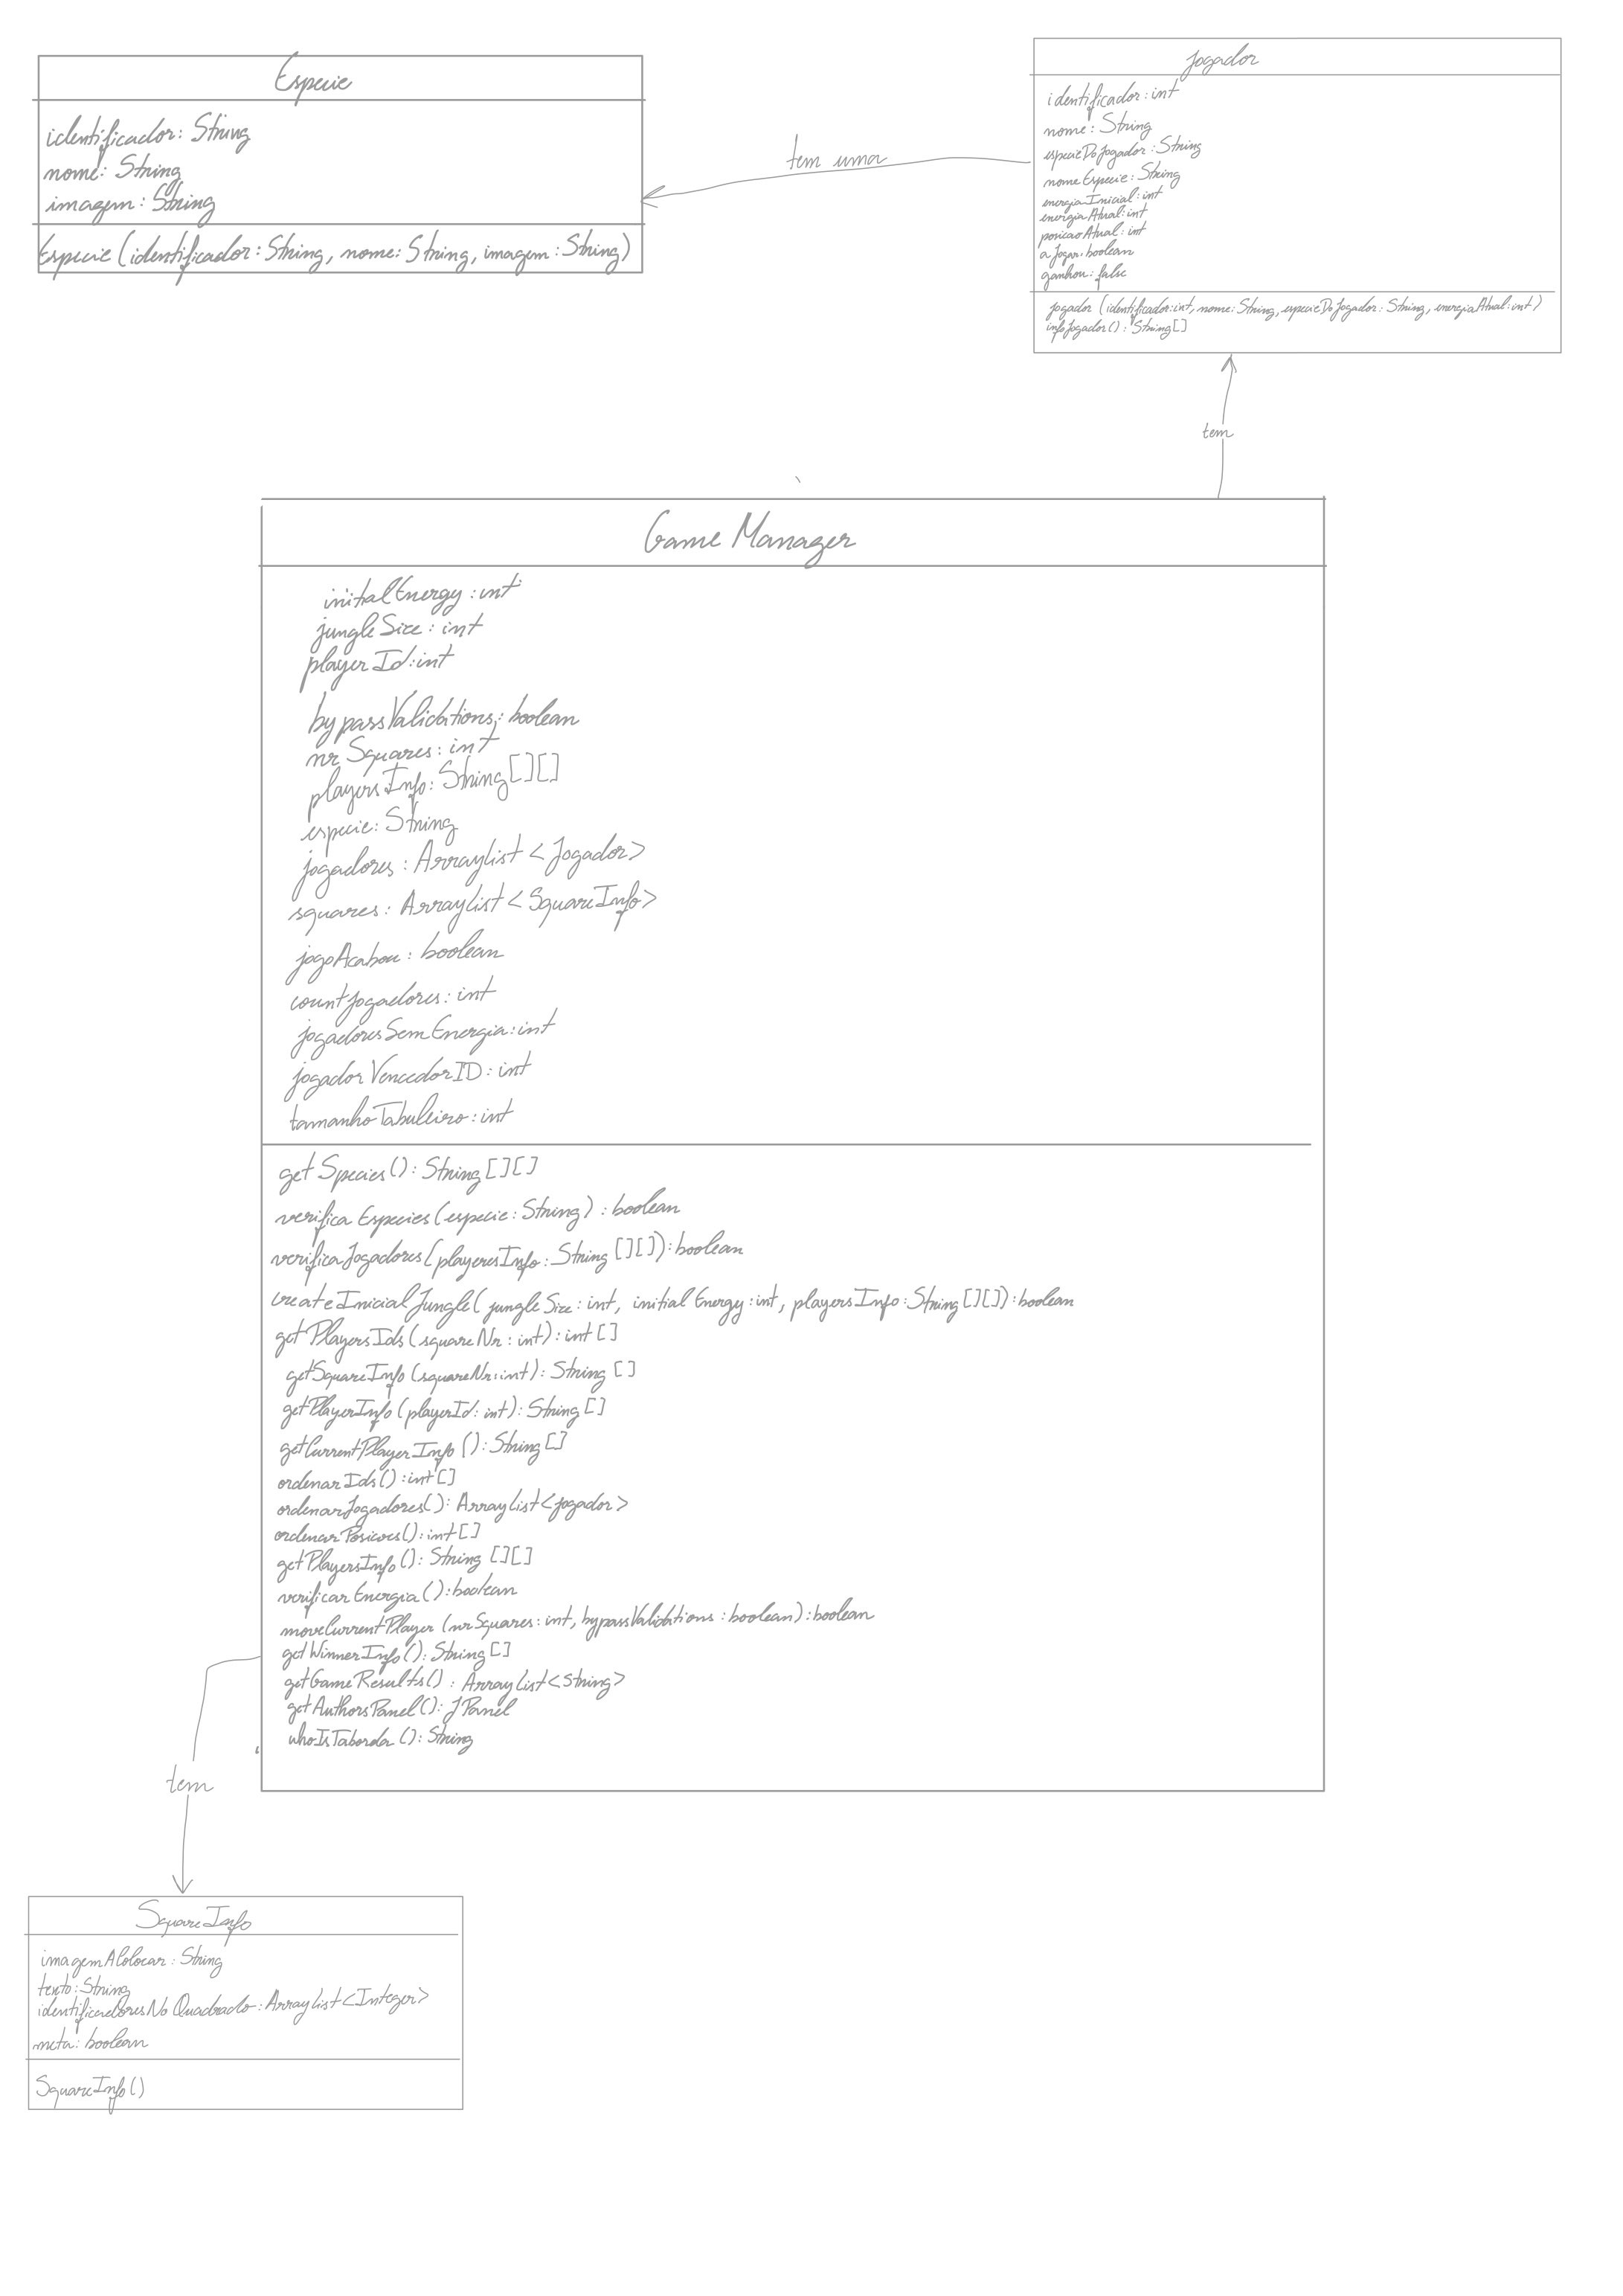 Especie
identificador: String
nome: String
imagem: String
Especie (identificador: String, nome: String, imagem: String)
tem uma
Jogador
identificador: int
nome: String
especieDoJogador: String
nomeEspecie: String
energiaInicial: int
energiaAtual: int
posicaoAtual: int
aJogar: boolean
ganhou: false
jogador (identificador: int, nome: String, especieDoJogador: String, energiaAtual: int)
infoJogador(): String[]
tem
Game Manager
initialEnergy: int
jungleSize: int
playerId: int
bypassValidations: boolean
nrSquares: int
playersInfo: String[][]
especie: String
jogadores: ArrayList<Jogador>
squares: ArrayList<SquareInfo>
jogoAcabou: boolean
countJogadores: int
jogadoresSemEnergia: int
jogadorVencedorID: int
tamanhoTabuleiro: int
getSpecies(): String[][]
verificaEspecies(especie: String): boolean
verificaJogadores(playeresInfo: String[][]): boolean
createInicialJungle(jungleSize: int, initialEnergy: int, playersInfo: String[][]): boolean
getPlayersIds(squareNr: int): int[]
getSquareInfo(squareNr: int): String[]
getPlayerInfo(playerId: int): String[]
getCurrentPlayerInfo(): String[]
ordenarIds(): int[]
ordenarJogadores(): ArrayList<jogador>
ordenarPosicoes(): int[]
getPlayersInfo(): String[][]
verificarEnergia(): boolean
moveCurrentPlayer(nrSquares: int, bypassValidations: boolean): boolean
getWinnerInfo(): String[]
getGameResults(): ArrayList<String>
getAuthorsPanel(): JPanel
whoIsTaborda(): String
tem
SquareInfo
imagemAColocar: String
texto: String
identificadoresNoQuadrado: ArrayList<Integer>
meta: boolean
SquareInfo()